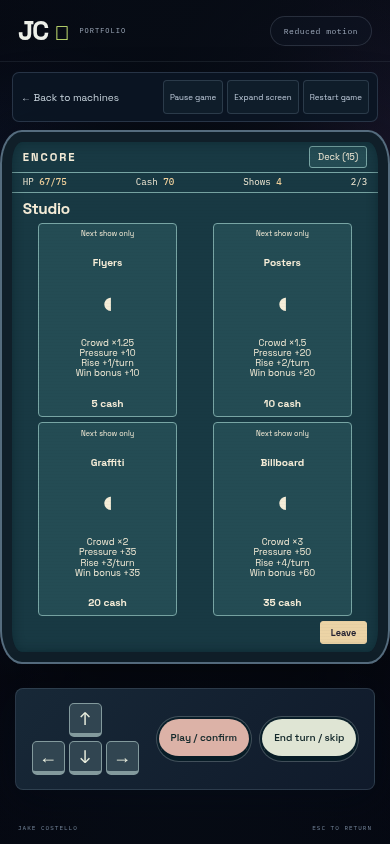 JC PORTFOLIO Reduced motion
← Back to machines Pause game Expand screen Restart game
ENCORE Deck (15)
HP 67/75 Cash 70 Shows 4 2/3
Studio
Next show only
Flyers
Crowd ×1.25
Pressure +10
Rise +1/turn
Win bonus +10
5 cash
Next show only
Posters
Crowd ×1.5
Pressure +20
Rise +2/turn
Win bonus +20
10 cash
Next show only
Graffiti
Crowd ×2
Pressure +35
Rise +3/turn
Win bonus +35
20 cash
Next show only
Billboard
Crowd ×3
Pressure +50
Rise +4/turn
Win bonus +60
35 cash
Leave
↑
← ↓ →
Play / confirm End turn / skip
JAKE COSTELLO ESC TO RETURN